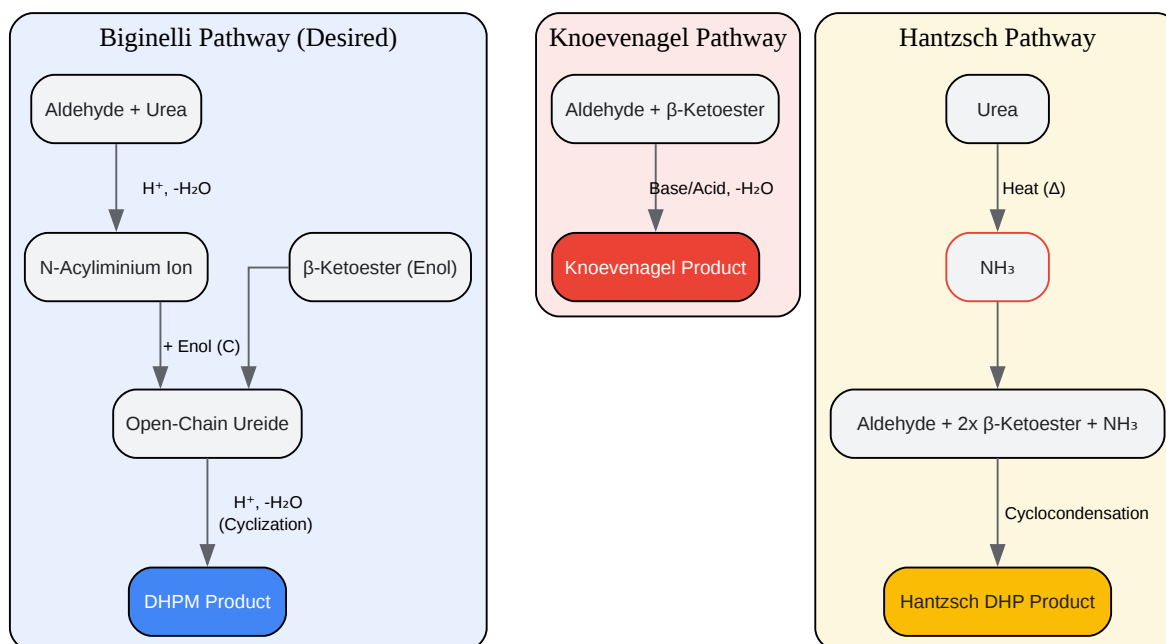 Biginelli Pathway (Desired)
Aldehyde + Urea
H⁺, -H₂O
N-Acyliminium Ion
β-Ketoester (Enol)
+ Enol (C)
Open-Chain Ureide
H⁺, -H₂O
(Cyclization)
DHPM Product
Knoevenagel Pathway
Aldehyde + β-Ketoester
Base/Acid, -H₂O
Knoevenagel Product
Hantzsch Pathway
Urea
Heat (Δ)
NH₃
Aldehyde + 2x β-Ketoester + NH₃
Cyclocondensation
Hantzsch DHP Product